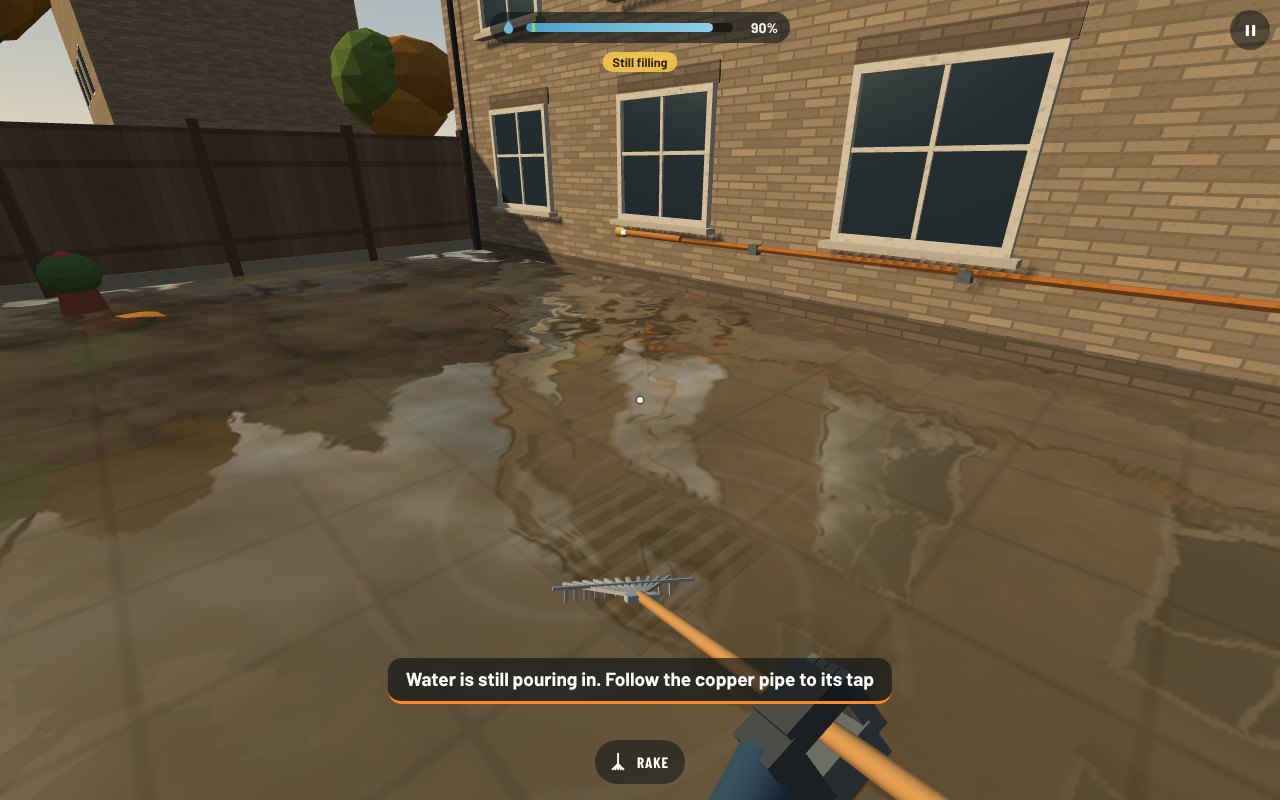 90%
Still filling
Water is still pouring in. Follow the copper pipe to its tap
RAKE